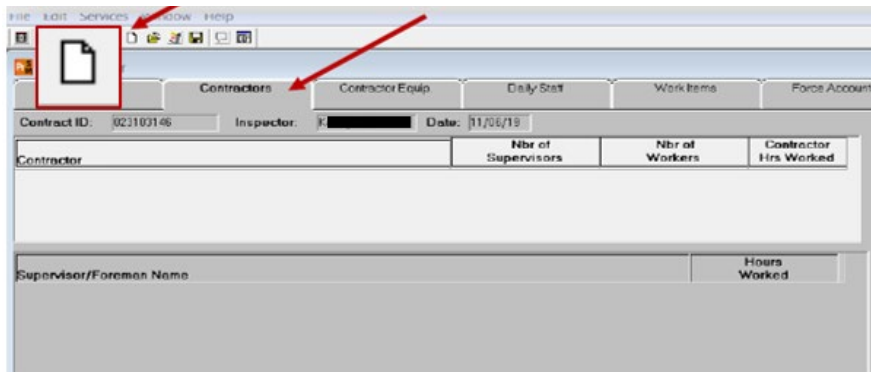 File Edit Services Window Help
Contractors Contractor Equip. Daily Staff Work Items Force Account
Contract ID: 023103146 Inspector: K Date: 11/06/19
Contractor Nbr of Supervisors Nbr of Workers Contractor Hrs Worked
Supervisor/Foreman Name Hours Worked